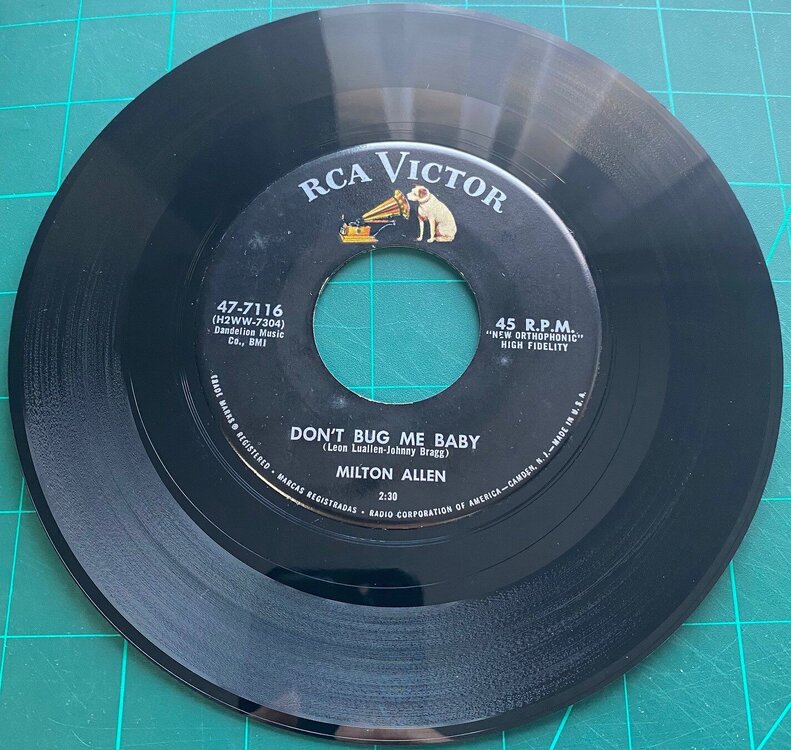 RCA VICTOR
47-7116
(H2WW-7304)
Dandelion Music
Co., BMI
45 R.P.M.
"NEW ORTHOPHONIC"
HIGH FIDELITY
DON'T BUG ME BABY
(Leon Luallen-Johnny Bragg)
MILTON ALLEN
2:30
TRADE MARKS ® REGISTERED • MARCAS REGISTRADAS • RADIO CORPORATION OF AMERICA—CAMDEN, N. J.—MADE IN U.S.A.